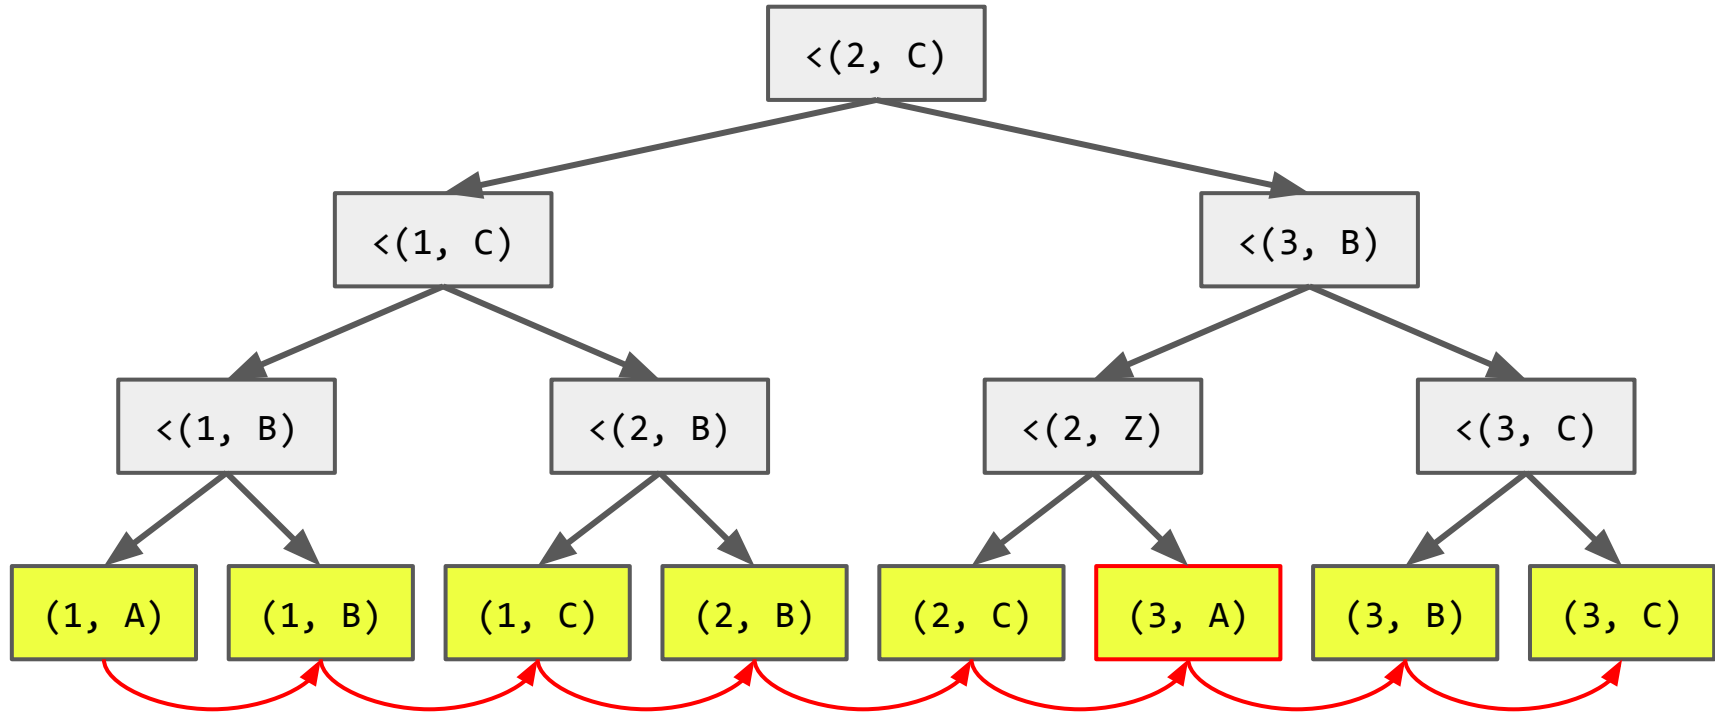 <(2, C)
<(1, C)
<(3, B)
<(1, B)
<(2, B)
<(2, Z)
<(3, C)
(1, A)
(1, B)
(1, C)
(2, B)
(2, C)
(3, A)
(3, B)
(3, C)